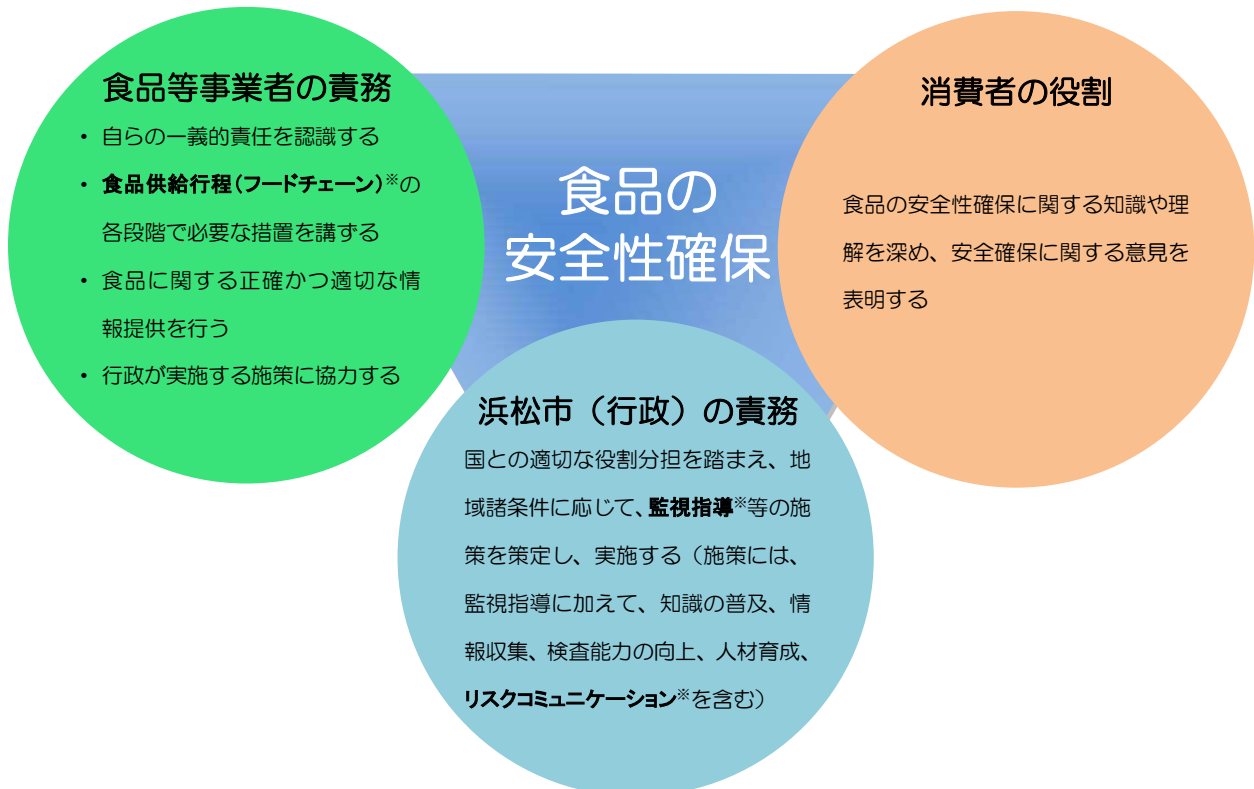 食品等事業者の責務
・ 自らの一義的責任を認識する
・ 食品供給行程(フードチェーン)※の
各段階で必要な措置を講ずる
・ 食品に関する正確かつ適切な情
報提供を行う
・ 行政が実施する施策に協力する
食品の
安全性確保
消費者の役割
食品の安全性確保に関する知識や理
解を深め、安全確保に関する意見を
表明する
浜松市（行政）の責務
国との適切な役割分担を踏まえ、地
域諸条件に応じて、監視指導※等の施
策を策定し、実施する（施策には、
監視指導に加えて、知識の普及、情
報収集、検査能力の向上、人材育成、
リスクコミュニケーション※を含む）